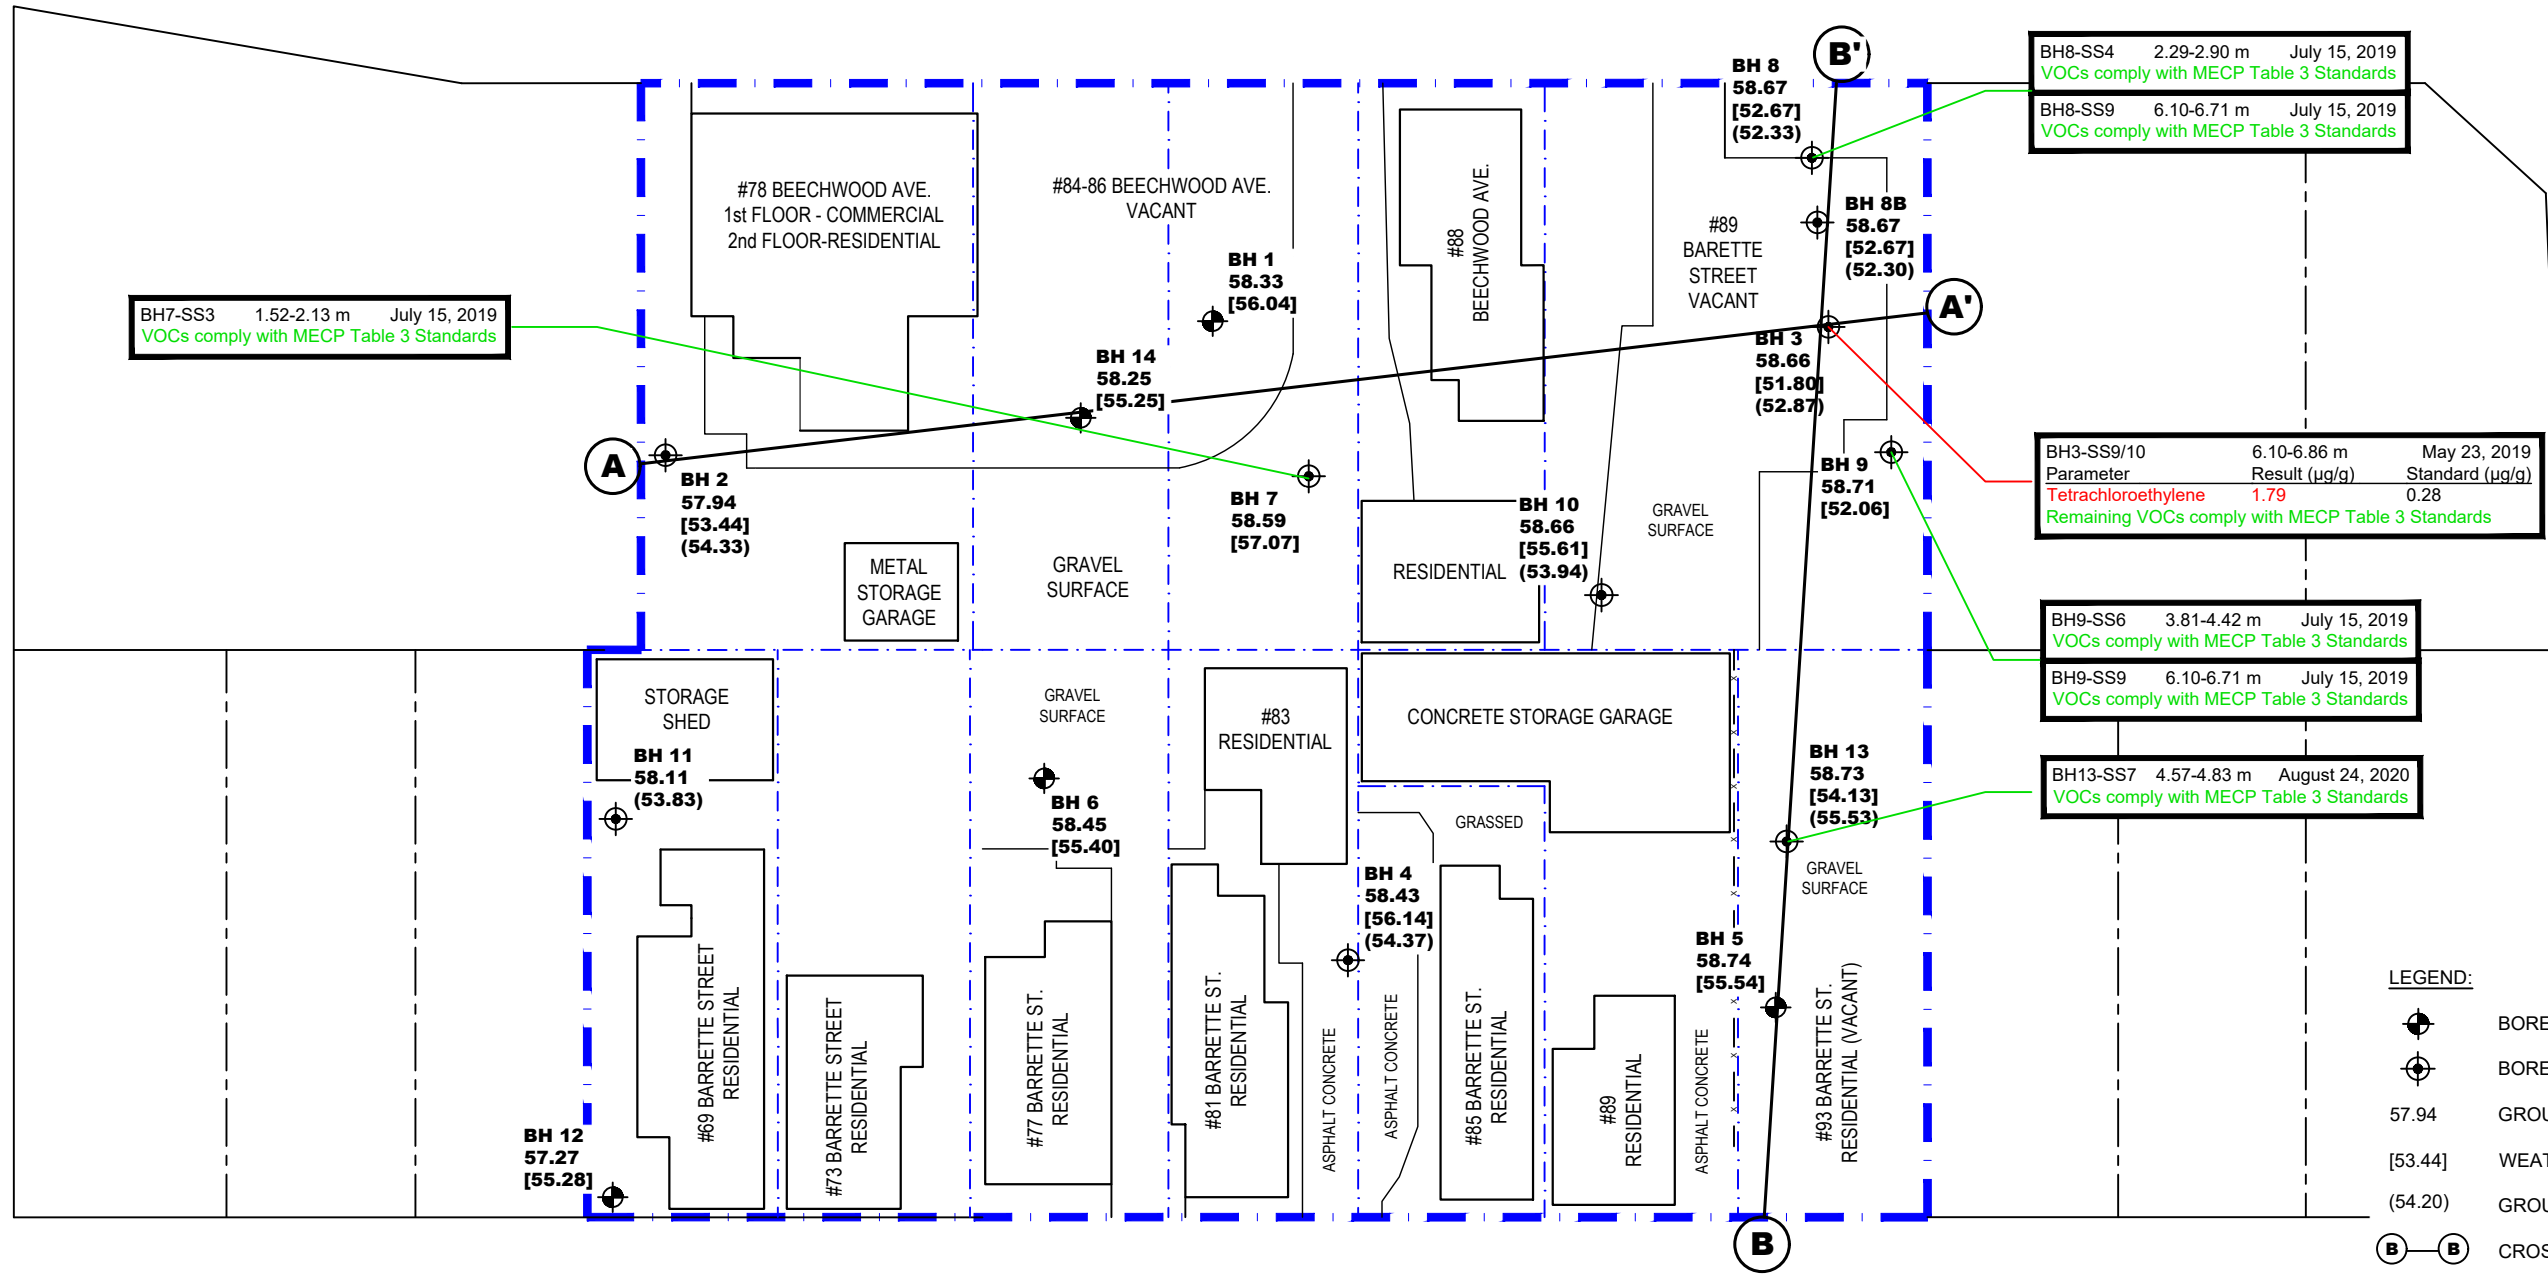 B'
BH 8
58.67
[52.67]
(52.33)
BH8-SS4 2.29-2.90 m July 15, 2019
VOCs comply with MECP Table 3 Standards
BH8-SS9 6.10-6.71 m July 15, 2019
VOCs comply with MECP Table 3 Standards
#78 BEECHWOOD AVE.
1st FLOOR - COMMERCIAL
2nd FLOOR-RESIDENTIAL
#84-86 BEECHWOOD AVE.
VACANT
#88
BEECHWOOD AVE.
#89
BARETTE
STREET
VACANT
BH 8B
58.67
[52.67]
(52.30)
BH 1
58.33
[56.04]
A'
BH7-SS3 1.52-2.13 m July 15, 2019
VOCs comply with MECP Table 3 Standards
BH 14
58.25
[55.25]
BH 3
58.66
[51.80]
(52.87)
A
BH 2
57.94
[53.44]
(54.33)
BH 7
58.59
[57.07]
BH 10
58.66
[55.61]
(53.94)
GRAVEL
SURFACE
BH 9
58.71
[52.06]
BH3-SS9/10 6.10-6.86 m May 23, 2019
Parameter Result (µg/g) Standard (µg/g)
Tetrachloroethylene 1.79 0.28
Remaining VOCs comply with MECP Table 3 Standards
METAL
STORAGE
GARAGE
GRAVEL
SURFACE
RESIDENTIAL
BH9-SS6 3.81-4.42 m July 15, 2019
VOCs comply with MECP Table 3 Standards
BH9-SS9 6.10-6.71 m July 15, 2019
VOCs comply with MECP Table 3 Standards
STORAGE
SHED
GRAVEL
SURFACE
#83
RESIDENTIAL
CONCRETE STORAGE GARAGE
BH 11
58.11
(53.83)
BH 6
58.45
[55.40]
GRASSED
BH 13
58.73
[54.13]
(55.53)
BH13-SS7 4.57-4.83 m August 24, 2020
VOCs comply with MECP Table 3 Standards
GRAVEL
SURFACE
BH 4
58.43
[56.14]
(54.37)
BH 5
58.74
[55.54]
#69 BARRETTE STREET
RESIDENTIAL
#73 BARRETTE STREET
RESIDENTIAL
#77 BARRETTE ST.
RESIDENTIAL
#81 BARRETTE ST.
RESIDENTIAL
ASPHALT CONCRETE
ASPHALT CONCRETE
#85 BARRETTE ST.
RESIDENTIAL
#89
RESIDENTIAL
ASPHALT CONCRETE
#93 BARRETTE ST.
RESIDENTIAL (VACANT)
BH 12
57.27
[55.28]
B
LEGEND:
BORE
BORE
57.94 GROU
[53.44] WEAT
(54.20) GROU
B B CROS